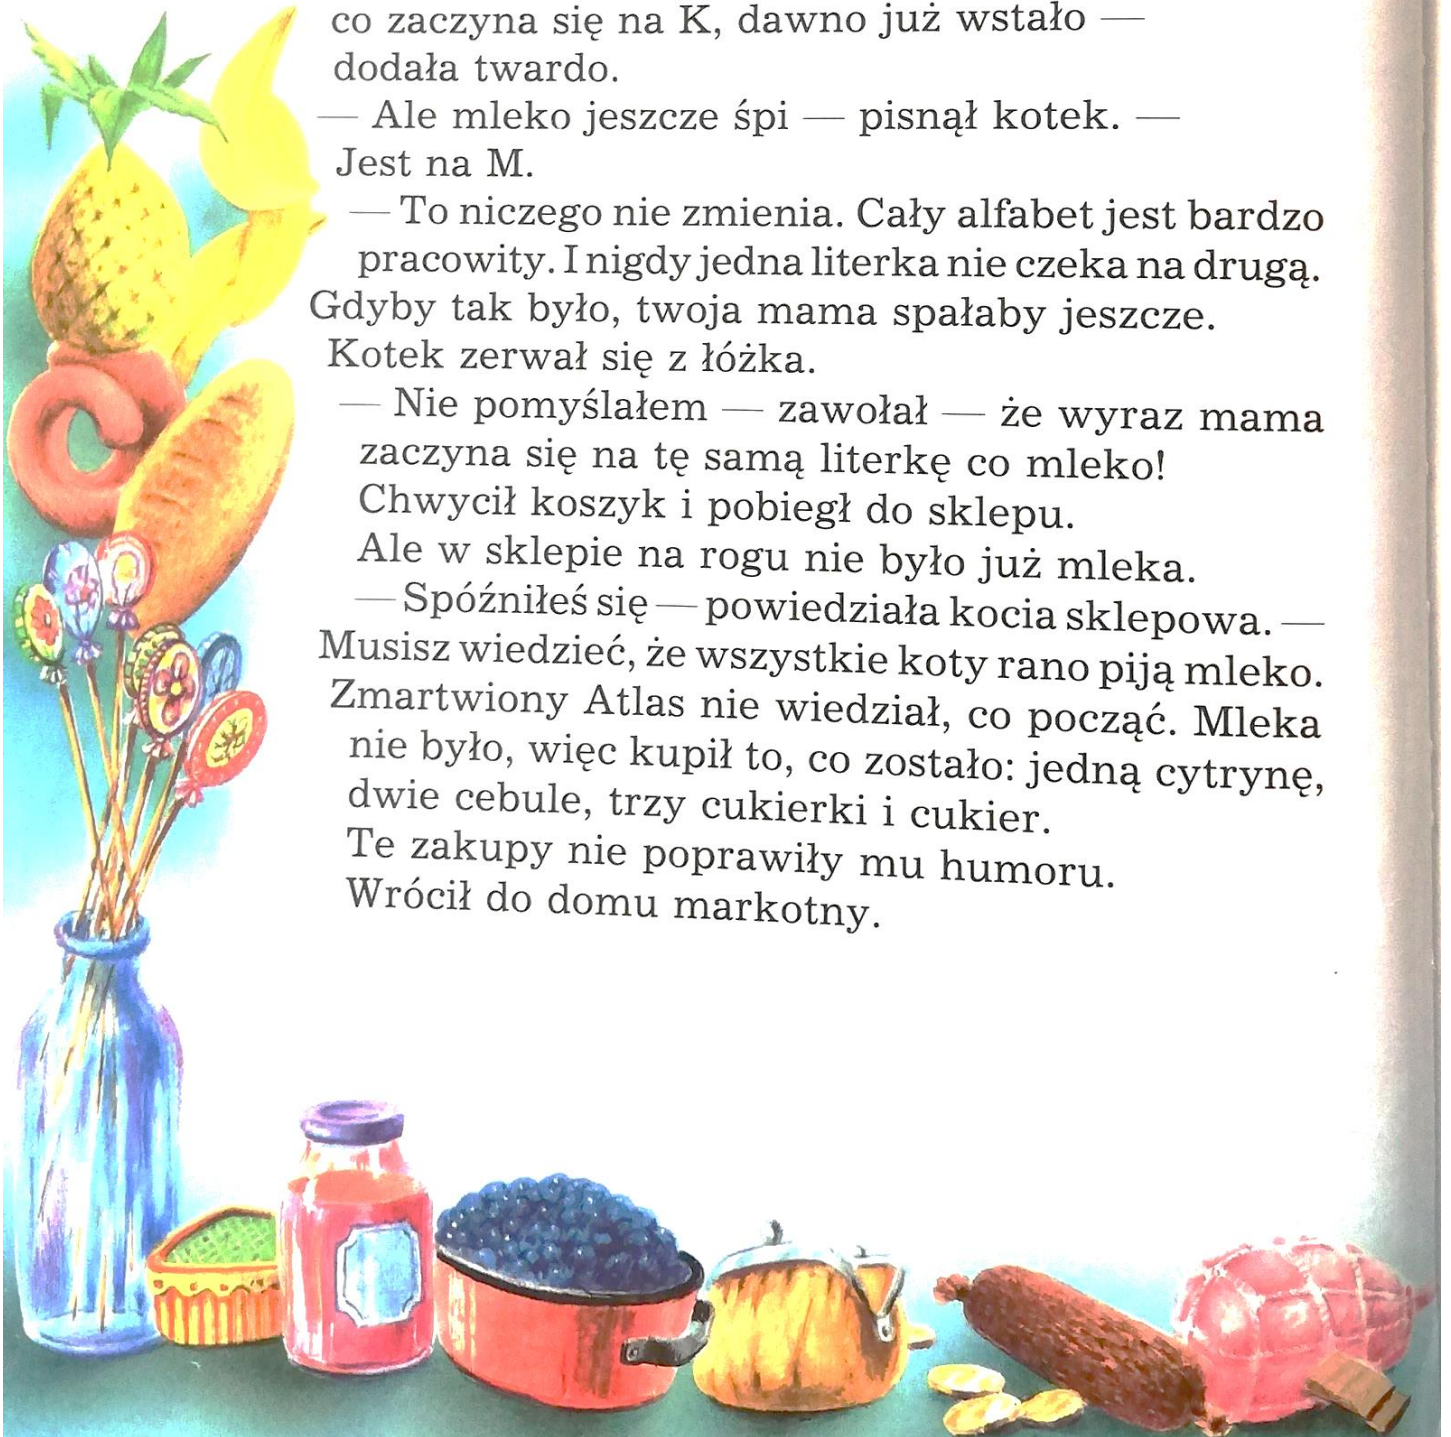 co zaczyna się na K, dawno już wstało —
dodała twardo.
— Ale mleko jeszcze śpi — pisnął kotek. —
Jest na M.
— To niczego nie zmienia. Cały alfabet jest bardzo
pracowity. I nigdy jedna literka nie czeka na drugą.
Gdyby tak było, twoja mama spałaby jeszcze.
Kotek zerwał się z łóżka.
— Nie pomyślałem — zawołał — że wyraz mama
zaczyna się na tę samą literkę co mleko!
Chwycił koszyk i pobiegł do sklepu.
Ale w sklepie na rogu nie było już mleka.
— Spóźniłeś się — powiedziała kocia sklepowa. —
Musisz wiedzieć, że wszystkie koty rano piją mleko.
Zmartwiony Atlas nie wiedział, co począć. Mleka
nie było, więc kupił to, co zostało: jedną cytrynę,
dwie cebule, trzy cukierki i cukier.
Te zakupy nie poprawiły mu humoru.
Wrócił do domu markotny.